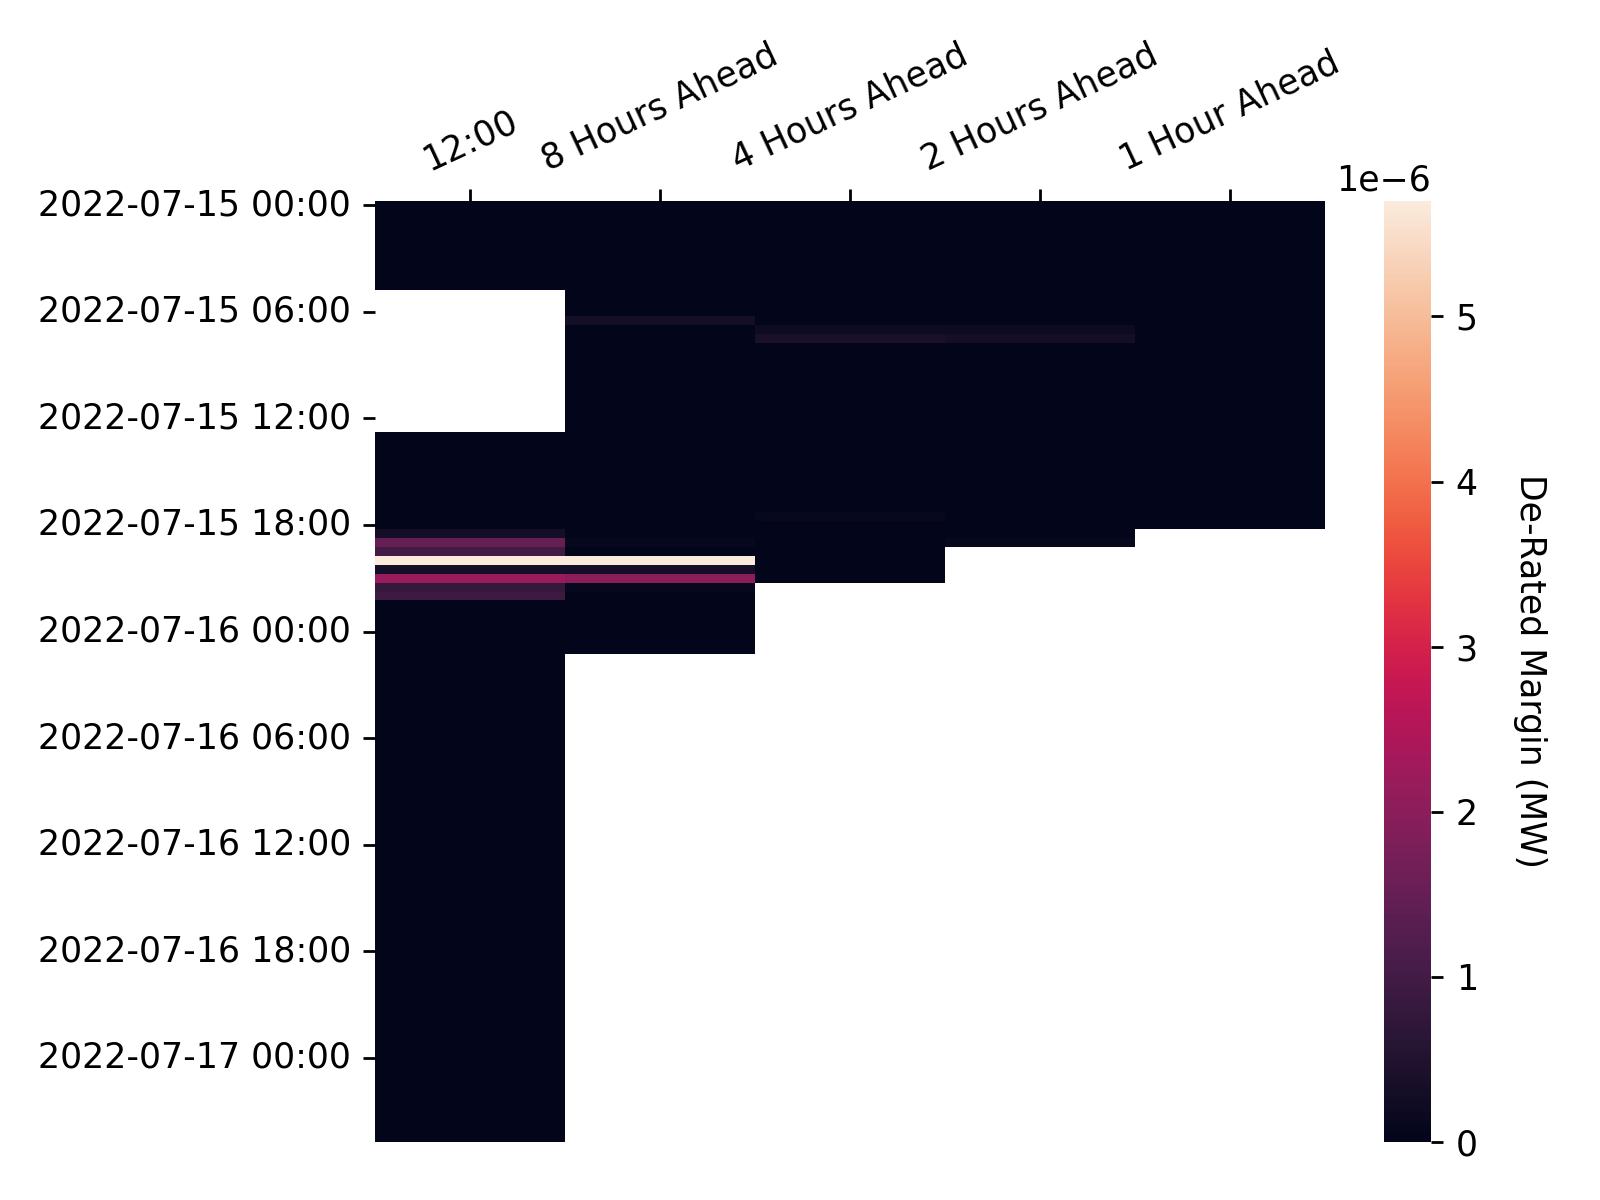 12:00
8 Hours Ahead
4 Hours Ahead
2 Hours Ahead
1 Hour Ahead
1e−6
2022-07-15 00:00
2022-07-15 06:00
2022-07-15 12:00
2022-07-15 18:00
2022-07-16 00:00
2022-07-16 06:00
2022-07-16 12:00
2022-07-16 18:00
2022-07-17 00:00
5
4
3
2
1
0
De-Rated Margin (MW)